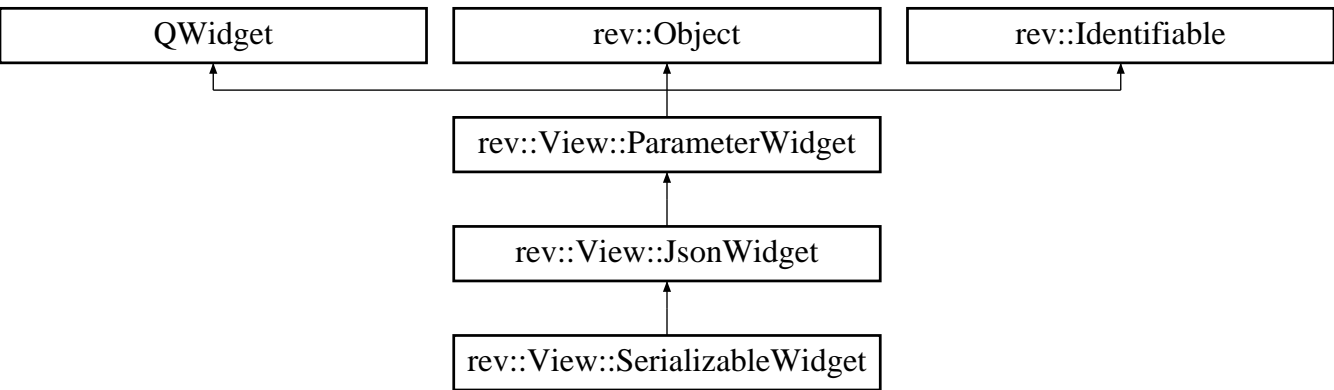 QWidget
rev::Object
rev::Identifiable
rev::View::ParameterWidget
rev::View::JsonWidget
rev::View::SerializableWidget